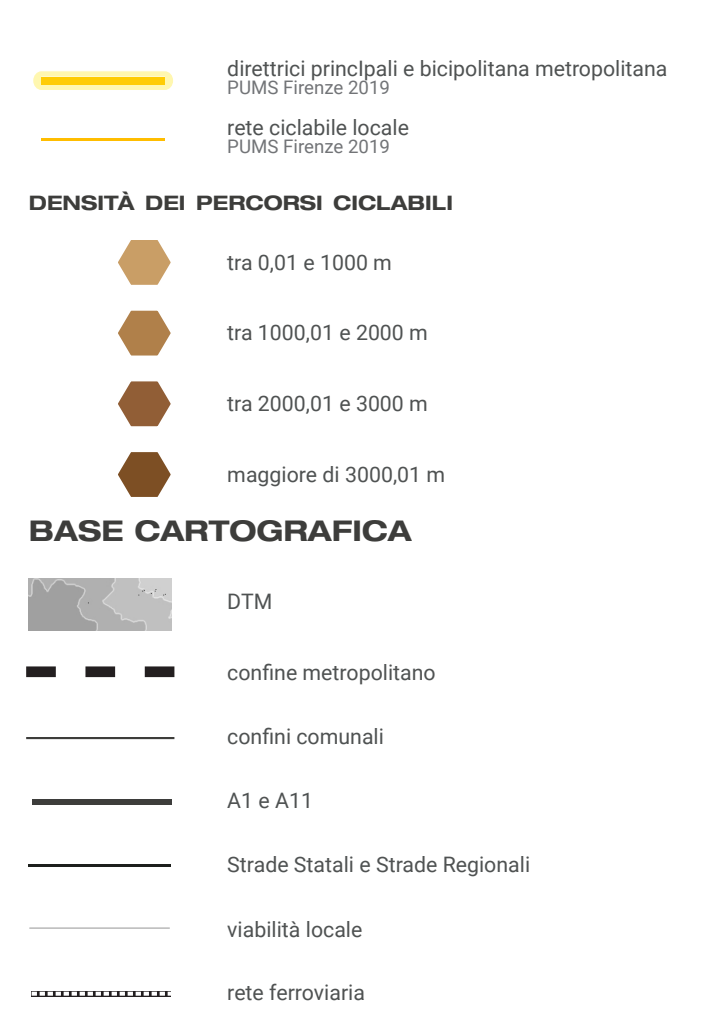 direttrici princIpali e bicipolitana metropolitana
PUMS Firenze 2019
rete ciclabile locale
PUMS Firenze 2019
DENSITÀ DEI PERCORSI CICLABILI
tra 0,01 e 1000 m
tra 1000,01 e 2000 m
tra 2000,01 e 3000 m
maggiore di 3000,01 m
BASE CARTOGRAFICA
DTM
confine metropolitano
confini comunali
A1 e A11
Strade Statali e Strade Regionali
viabilità locale
rete ferroviaria